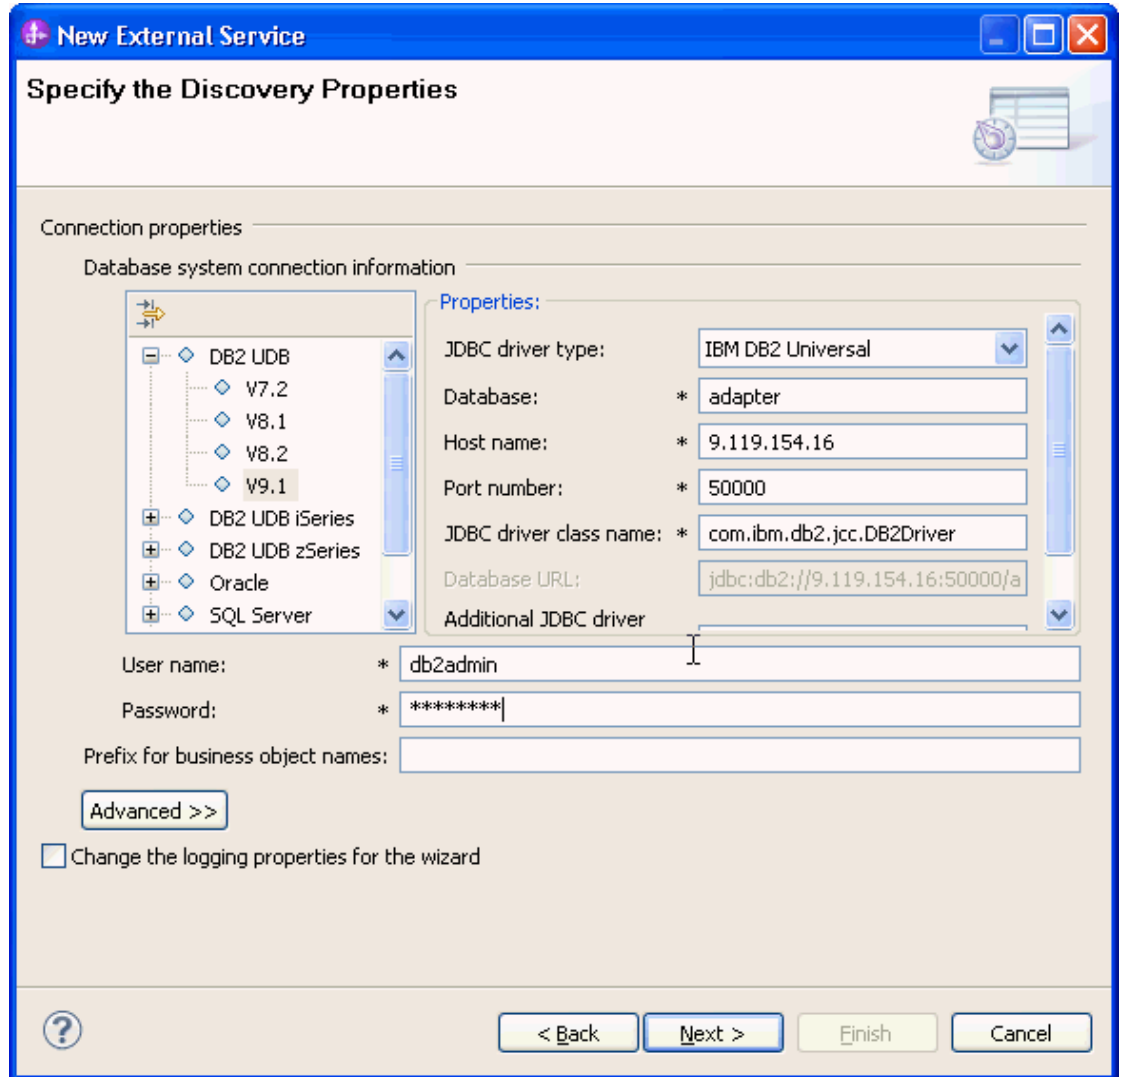 New External Service
Specify the Discovery Properties
Connection properties
Database system connection information
DB2 UDB
V7.2
V8.1
V8.2
V9.1
DB2 UDB iSeries
DB2 UDB zSeries
Oracle
SQL Server
Properties:
JDBC driver type: IBM DB2 Universal
Database: * adapter
Host name: * 9.119.154.16
Port number: * 50000
JDBC driver class name: * com.ibm.db2.jcc.DB2Driver
Database URL: jdbc:db2://9.119.154.16:50000/a
Additional JDBC driver
User name: * db2admin
Password: * ********
Prefix for business object names:
Advanced >>
Change the logging properties for the wizard
? < Back Next > Finish Cancel